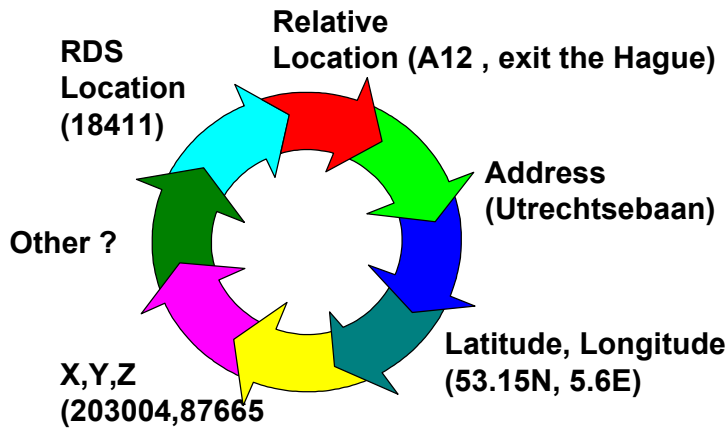 Relative
Location (A12 , exit the Hague)
RDS
Location
(18411)
Address
(Utrechtsebaan)
Other ?
Latitude, Longitude
(53.15N, 5.6E)
X,Y,Z
(203004,87665